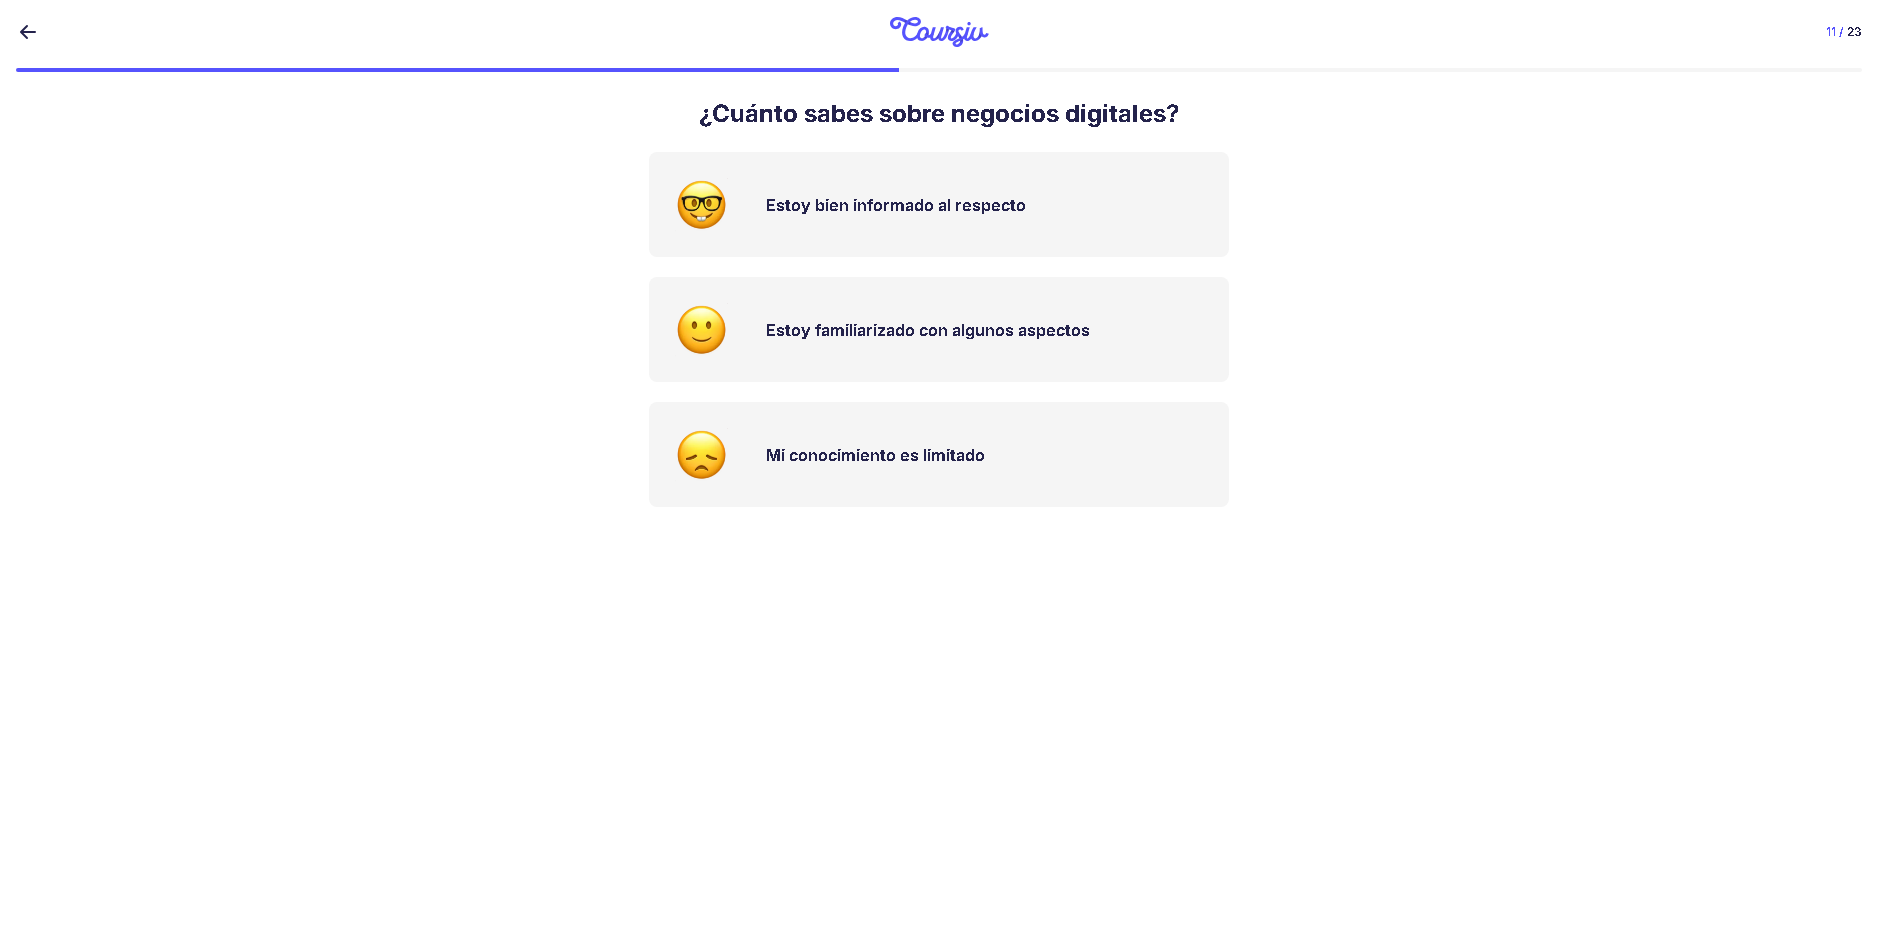 Coursiv
11 / 23
¿Cuánto sabes sobre negocios digitales?
Estoy bien informado al respecto
Estoy familiarizado con algunos aspectos
Mi conocimiento es limitado